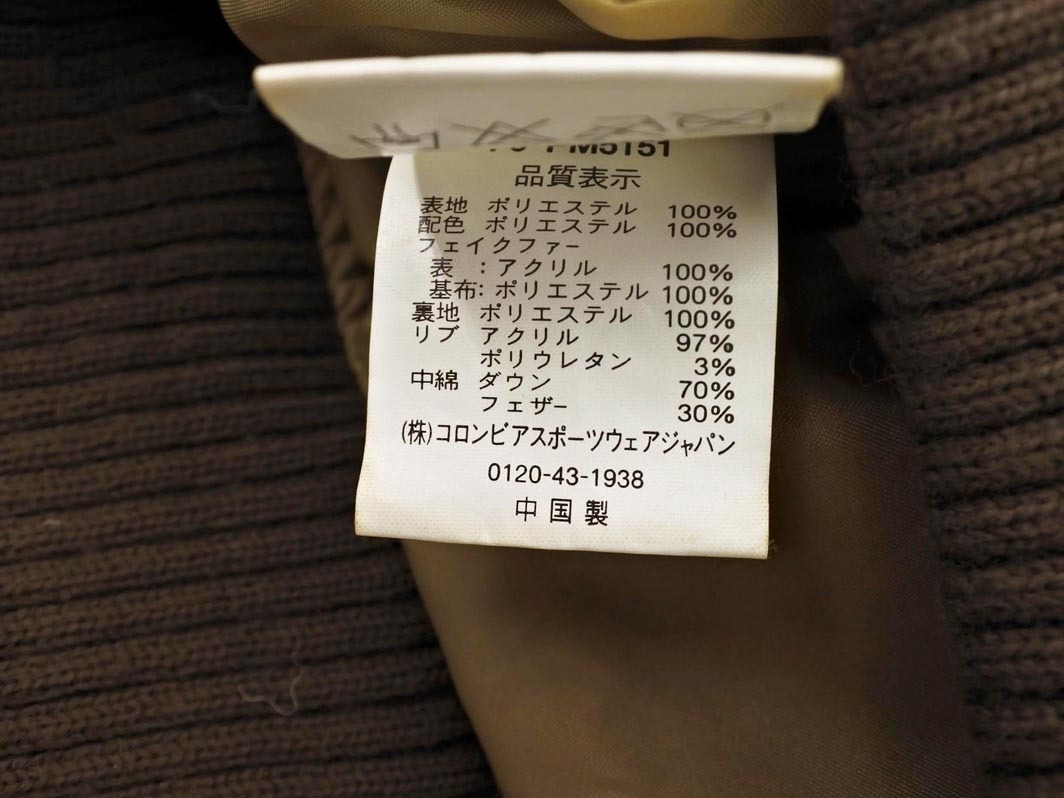 PM5151
品質表示
表地 ポリエステル 100%
配色 ポリエステル 100%
フェイクファー
表 : アクリル 100%
基布: ポリエステル 100%
裏地 ポリエステル 100%
リブ アクリル 97%
ポリウレタン 3%
中綿 ダウン 70%
フェザー 30%
(株)コロンビアスポーツウェアジャパン
0120-43-1938
中国製